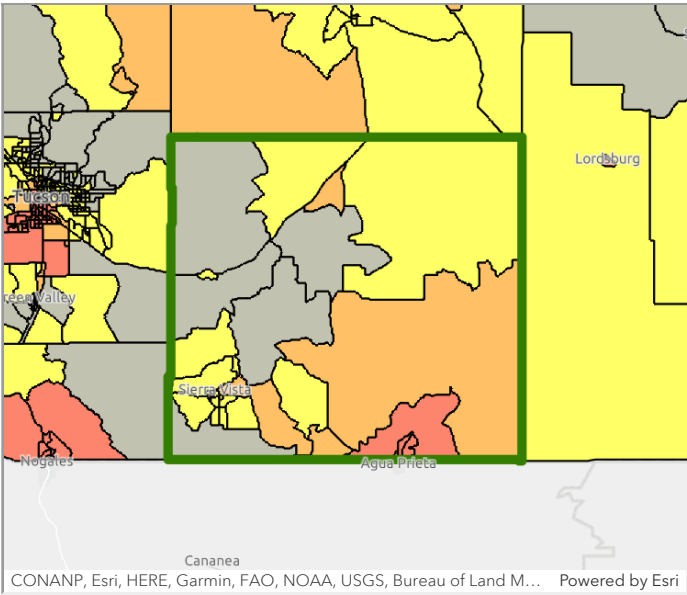 Lordsburg
Tucson
reen Valley
Sierra Vista
Nogales
Agua Prieta
Cananea
CONANP, Esri, HERE, Garmin, FAO, NOAA, USGS, Bureau of Land M... Powered by Esri